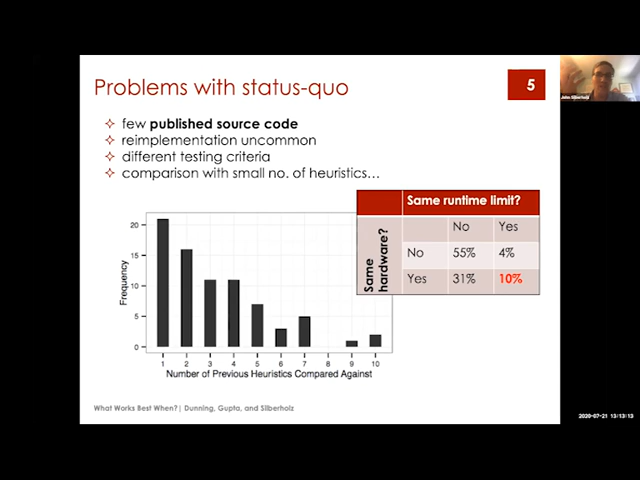 Problems with status-quo
5
few published source code
reimplementation uncommon
different testing criteria
comparison with small no. of heuristics...
Same runtime limit?
Same hardware?
No Yes
No 55% 4%
Yes 31% 10%
Frequency
20
15
10
5
0
1 2 3 4 5 6 7 8 9 10
Number of Previous Heuristics Compared Against
What Works Best When?| Dunning, Gupta, and Silberholz
John Silberholz
2020-07-21 13:13:13